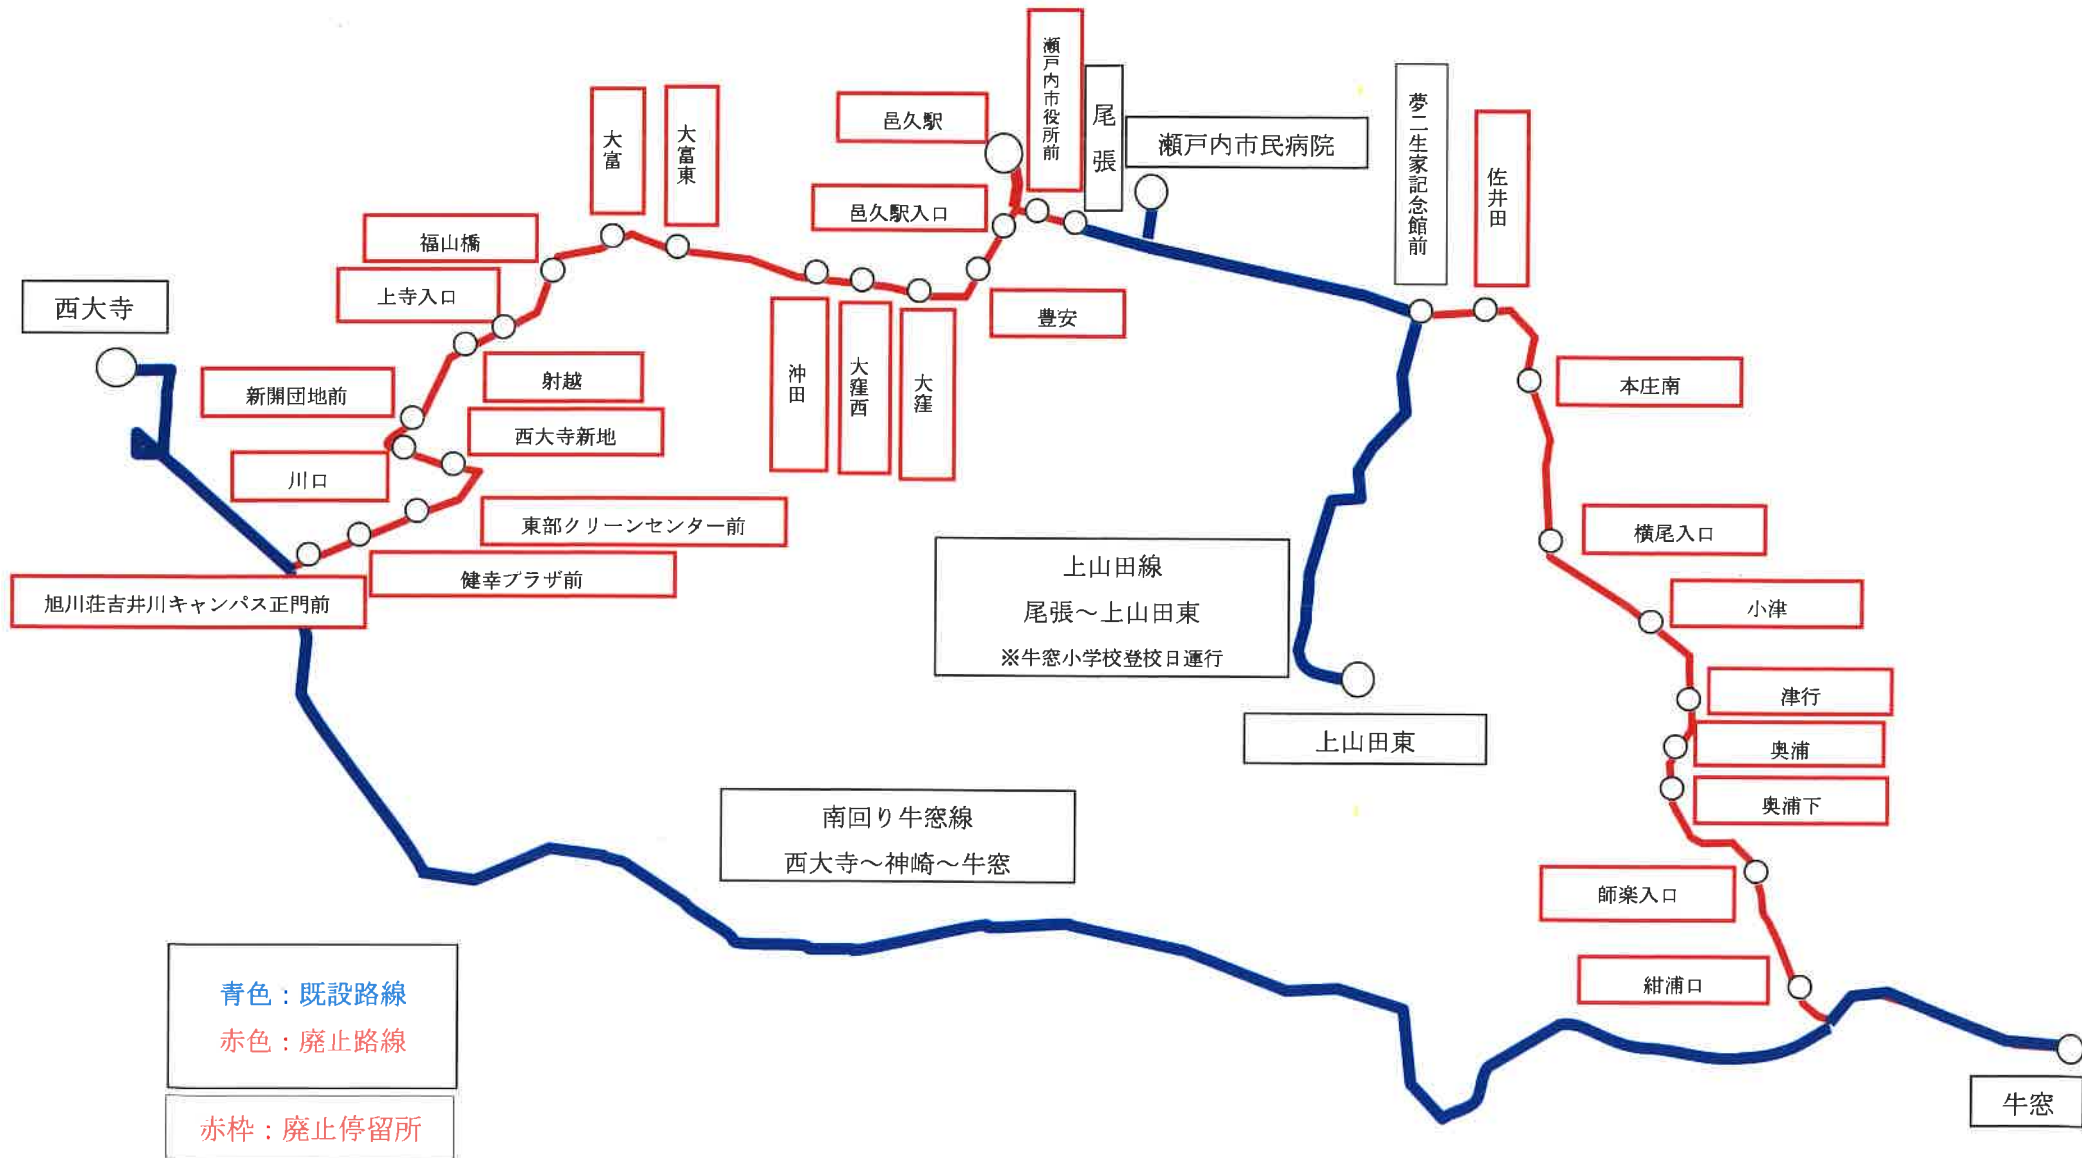 瀬戸内市役所前
尾張
瀬戸内市民病院
夢二生家記念館前
佐井田
大富
大富東
邑久駅
邑久駅入口
福山橋
上寺入口
西大寺
豊安
新開団地前
射越
沖田
大窪西
大窪
本庄南
西大寺新地
川口
東部クリーンセンター前
横尾入口
健幸プラザ前
旭川荘吉井川キャンパス正門前
上山田線
尾張～上山田東
※牛窓小学校登校日運行
小津
津行
上山田東
奥浦
奥浦下
南回り牛窓線
西大寺～神崎～牛窓
師楽入口
紺浦口
青色：既設路線
赤色：廃止路線
赤枠：廃止停留所
牛窓